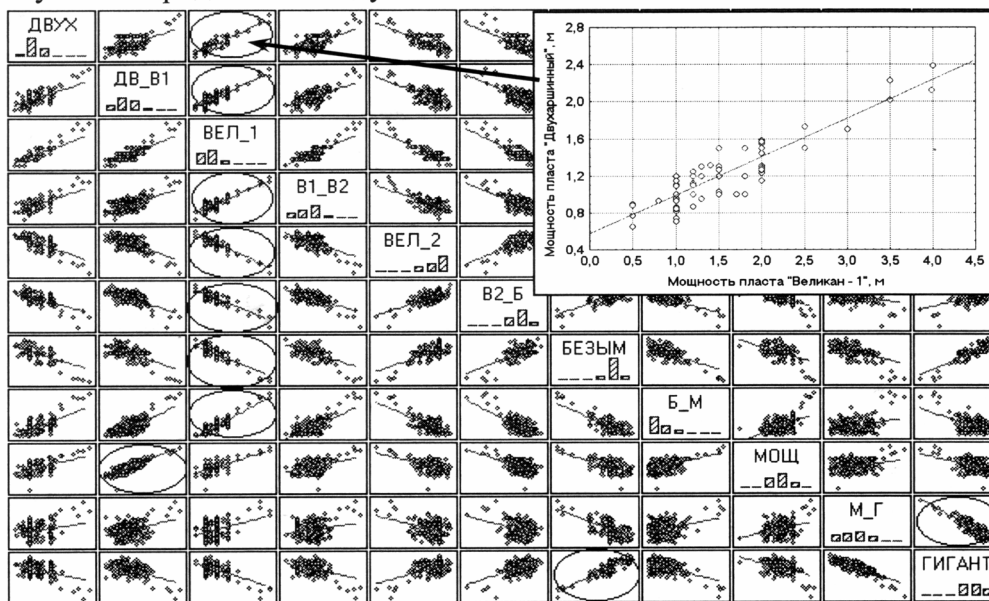 ДВУХ
ДВ_В1
ВЕЛ_1
В1_В2
ВЕЛ_2
В2_Б
БЕЗЫМ
Б_М
МОЩ
М_Г
ГИГАНТ
Мощность пласта "Двухаршинный", м
2,8
2,4
2,0
1,6
1,2
0,8
0,4
0,0 0,5 1,0 1,5 2,0 2,5 3,0 3,5 4,0 4,5
Мощность пласта "Великан - 1", м